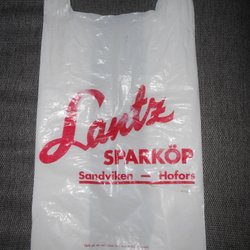 Lantz
SPARKÖP
Sandviken — Hofors